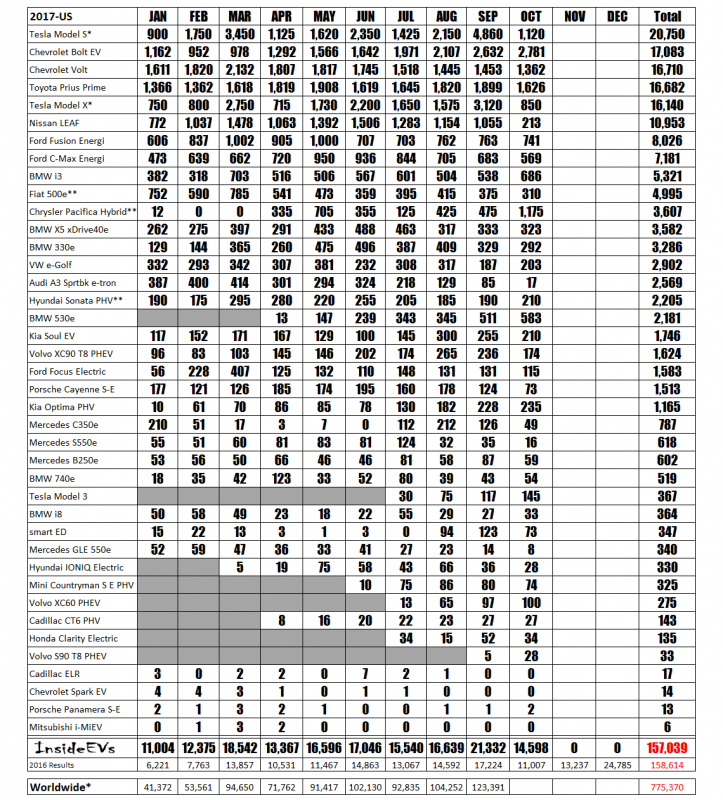 2017-US JAN FEB MAR APR MAY JUN JUL AUG SEP OCT NOV DEC Total
Tesla Model S* 900 1,750 3,450 1,125 1,620 2,350 1,425 2,150 4,860 1,120 20,750
Chevrolet Bolt EV 1,162 952 978 1,292 1,566 1,642 1,971 2,107 2,632 2,781 17,083
Chevrolet Volt 1,611 1,820 2,132 1,807 1,817 1,745 1,518 1,445 1,453 1,362 16,710
Toyota Prius Prime 1,366 1,362 1,618 1,819 1,908 1,619 1,645 1,820 1,899 1,626 16,682
Tesla Model X* 750 800 2,750 715 1,730 2,200 1,650 1,575 3,120 850 16,140
Nissan LEAF 772 1,037 1,478 1,063 1,392 1,506 1,283 1,154 1,055 213 10,953
Ford Fusion Energi 606 837 1,002 905 1,000 707 703 762 763 741 8,026
Ford C-Max Energi 473 639 662 720 950 936 844 705 683 569 7,181
BMW i3 382 318 703 516 506 567 601 504 538 686 5,321
Fiat 500e** 752 590 785 541 473 359 395 415 375 310 4,995
Chrysler Pacifica Hybrid** 12 0 0 335 705 355 125 425 475 1,175 3,607
BMW X5 xDrive40e 262 275 397 291 433 488 463 317 333 323 3,582
BMW 330e 129 144 365 260 475 496 387 409 329 292 3,286
VW e-Golf 332 293 342 307 381 232 308 317 187 203 2,902
Audi A3 Sprtbk e-tron 387 400 414 301 294 324 218 129 85 17 2,569
Hyundai Sonata PHV** 190 175 295 280 220 255 205 185 190 210 2,205
BMW 530e 13 147 239 343 345 511 583 2,181
Kia Soul EV 117 152 171 167 129 100 145 300 255 210 1,746
Volvo XC90 T8 PHEV 96 83 103 145 146 202 174 265 236 174 1,624
Ford Focus Electric 56 228 407 125 132 110 148 131 131 115 1,583
Porsche Cayenne S-E 177 121 126 185 174 195 160 178 124 73 1,513
Kia Optima PHV 10 61 70 86 85 78 130 182 228 235 1,165
Mercedes C350e 210 51 17 3 7 0 112 212 126 49 787
Mercedes S550e 55 51 60 81 83 81 124 32 35 16 618
Mercedes B250e 53 56 50 66 46 46 81 58 87 59 602
BMW 740e 18 35 42 123 33 52 80 39 43 54 519
Tesla Model 3 30 75 117 145 367
BMW i8 50 58 49 23 18 22 55 29 27 33 364
smart ED 15 22 13 3 1 3 0 94 123 73 347
Mercedes GLE 550e 52 59 47 36 33 41 27 23 14 8 340
Hyundai IONIQ Electric 5 19 75 58 43 66 36 28 330
Mini Countryman S E PHV 10 75 86 80 74 325
Volvo XC60 PHEV 13 65 97 100 275
Cadillac CT6 PHV 8 16 20 22 23 27 27 143
Honda Clarity Electric 34 15 52 34 135
Volvo S90 T8 PHEV 5 28 33
Cadillac ELR 3 0 2 2 0 7 2 1 0 0 17
Chevrolet Spark EV 4 4 3 1 0 1 1 0 0 0 14
Porsche Panamera S-E 2 1 3 2 1 0 0 1 1 2 13
Mitsubishi i-MiEV 0 1 3 2 0 0 0 0 0 0 6
InsideEVs 11,004 12,375 18,542 13,367 16,596 17,046 15,540 16,639 21,332 14,598 0 0 157,039
2016 Results 6,221 7,763 13,857 10,531 11,467 14,863 13,067 14,592 17,224 11,007 13,237 24,785 158,614
Worldwide* 41,372 53,561 94,650 71,762 91,417 102,130 92,835 104,252 123,391 775,370